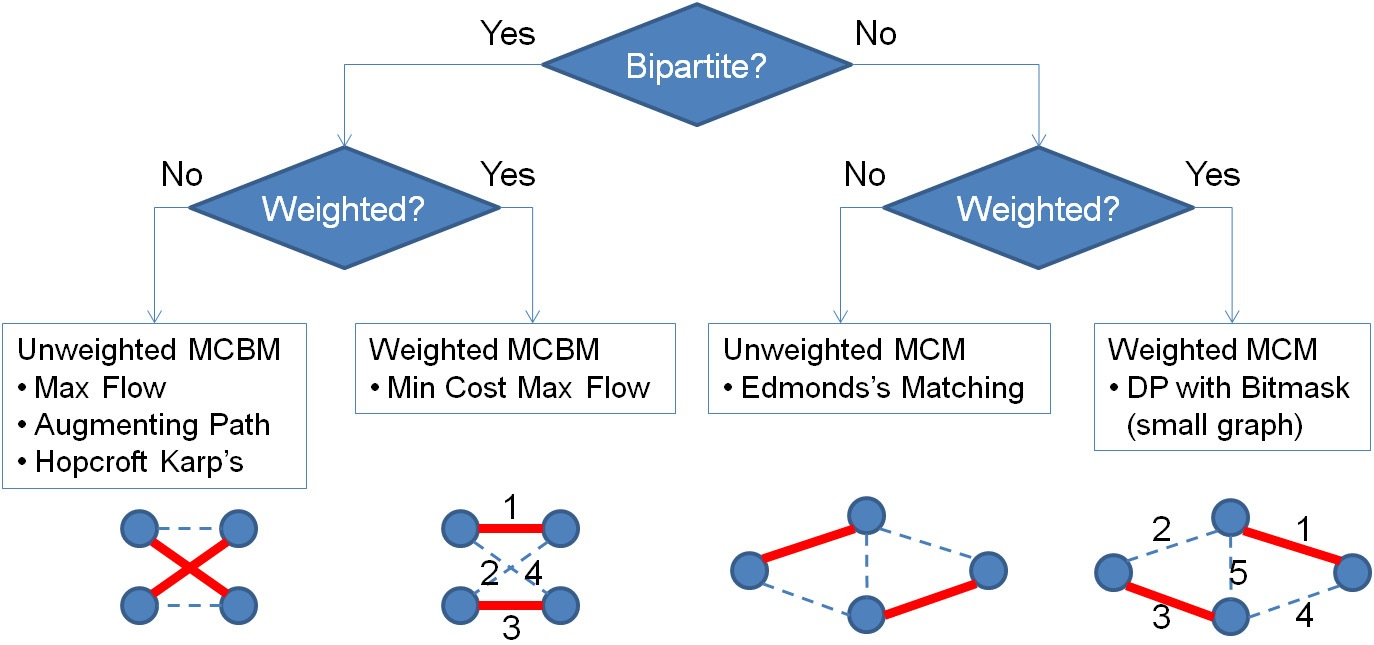 Yes
Bipartite?
No
No
Weighted?
Yes
No
Weighted?
Yes
Unweighted MCBM
• Max Flow
• Augmenting Path
• Hopcroft Karp's
Weighted MCBM
• Min Cost Max Flow
Unweighted MCM
• Edmonds's Matching
Weighted MCM
• DP with Bitmask
(small graph)
1
2
4
3
2
1
5
3
4